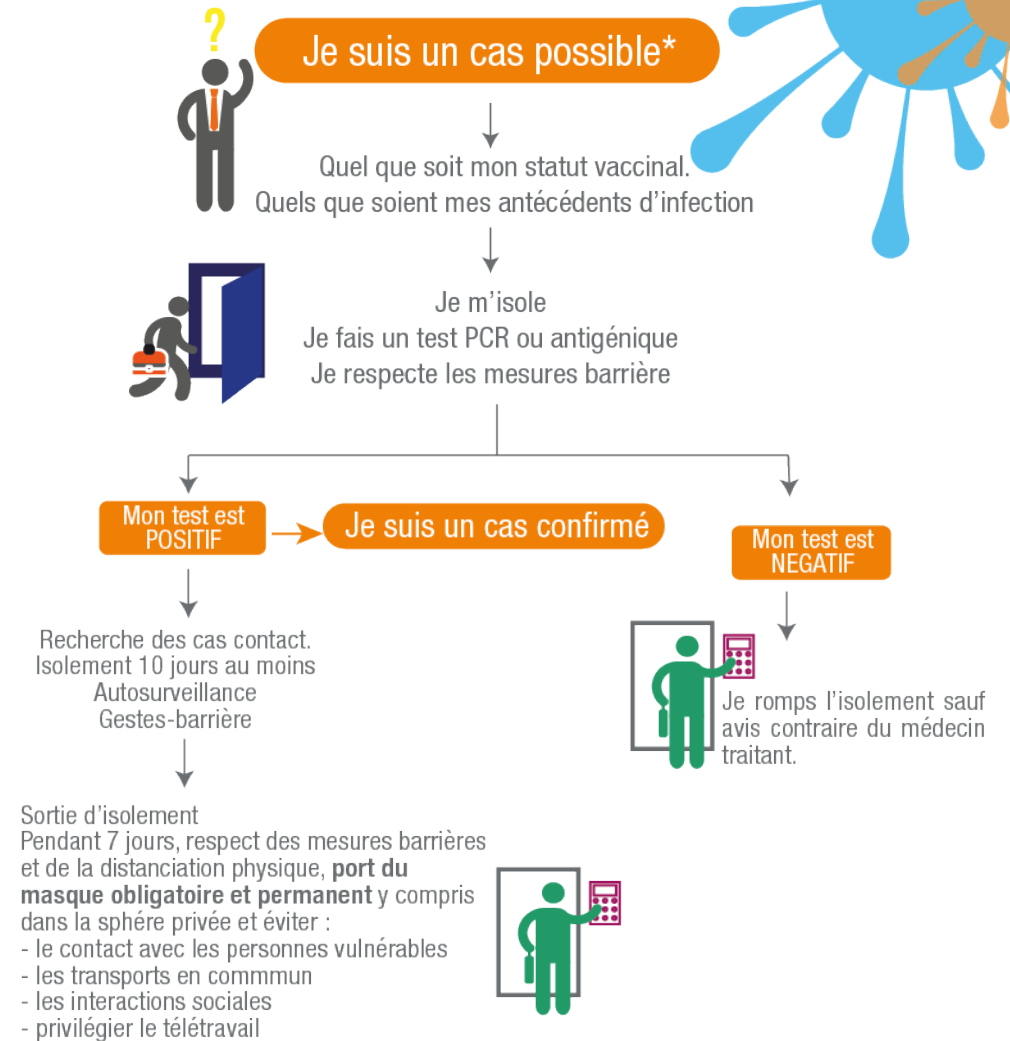 ?
Je suis un cas possible*
Quel que soit mon statut vaccinal.
Quels que soient mes antécédents d'infection
Je m'isole
Je fais un test PCR ou antigénique
Je respecte les mesures barrière
Mon test est
POSITIF
Je suis un cas confirmé
Mon test est
NEGATIF
Recherche des cas contact.
Isolement 10 jours au moins
Autosurveillance
Gestes-barrière
Je romps l'isolement sauf
avis contraire du médecin
traitant.
Sortie d'isolement
Pendant 7 jours, respect des mesures barrières
et de la distanciation physique, port du
masque obligatoire et permanent y compris
dans la sphère privée et éviter :
- le contact avec les personnes vulnérables
- les transports en commmun
- les interactions sociales
- privilégier le télétravail